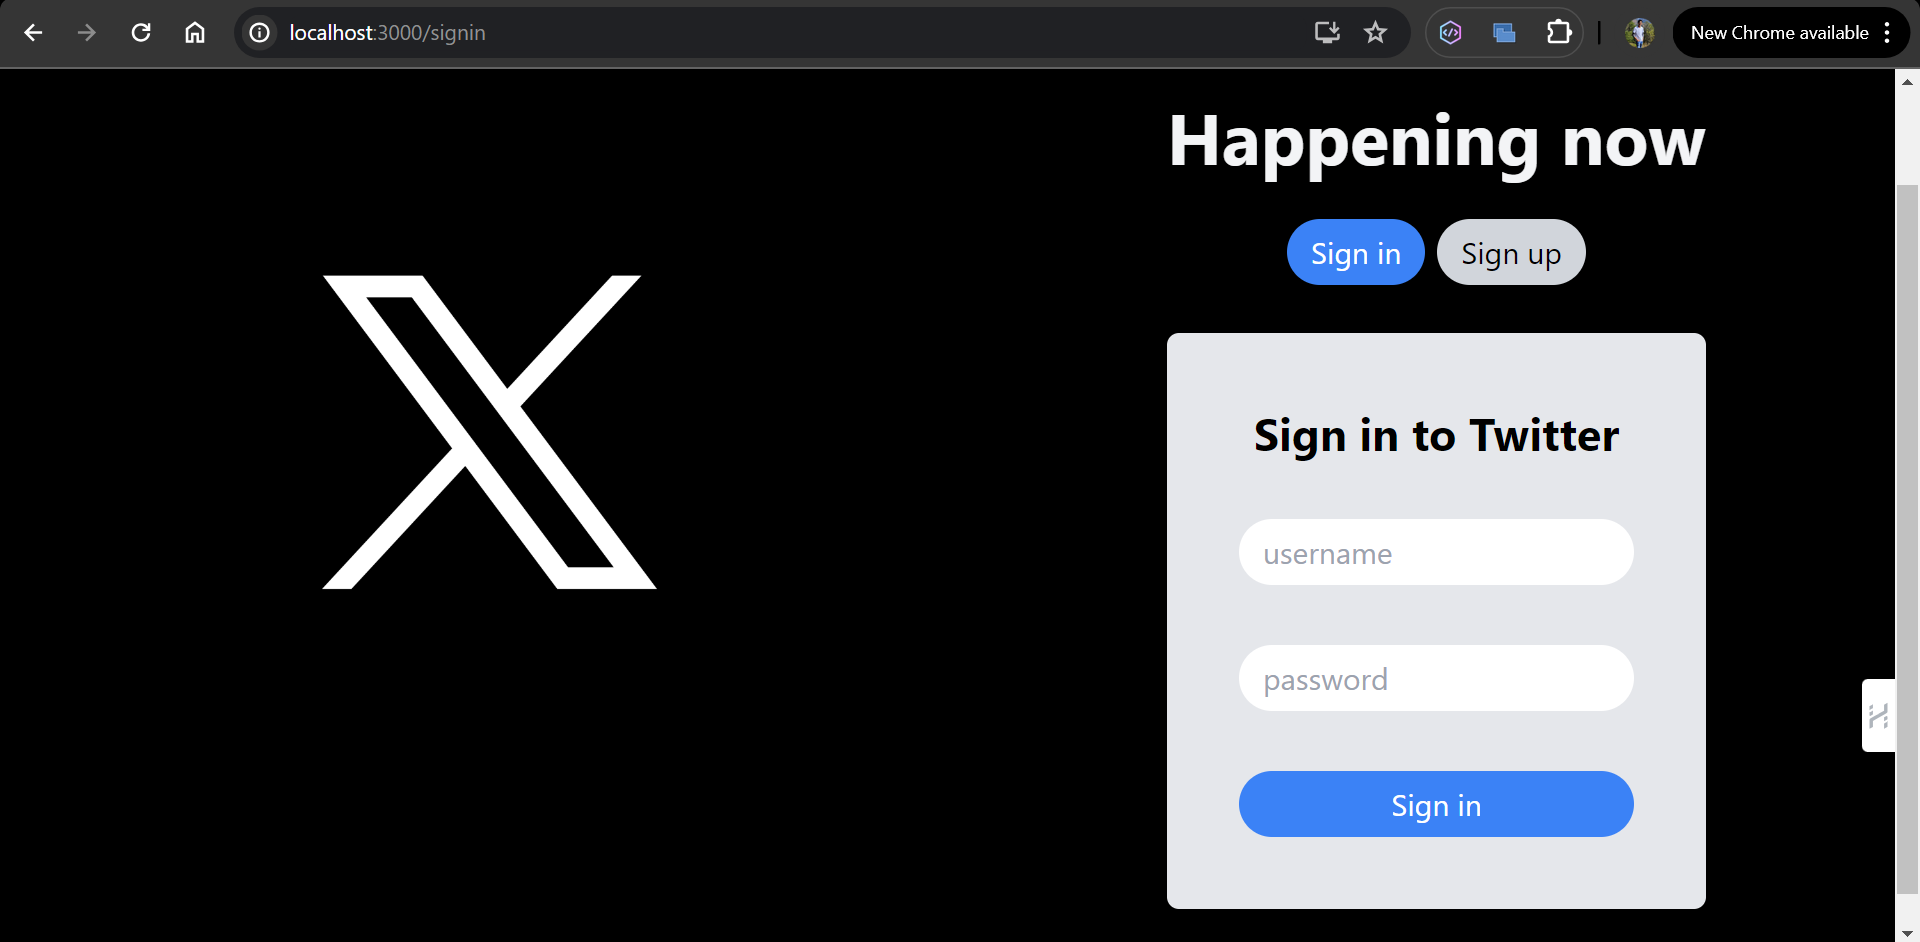 localhost:3000/signin
New Chrome available
Happening now
Sign in
Sign up
Sign in to Twitter
username
password
Sign in